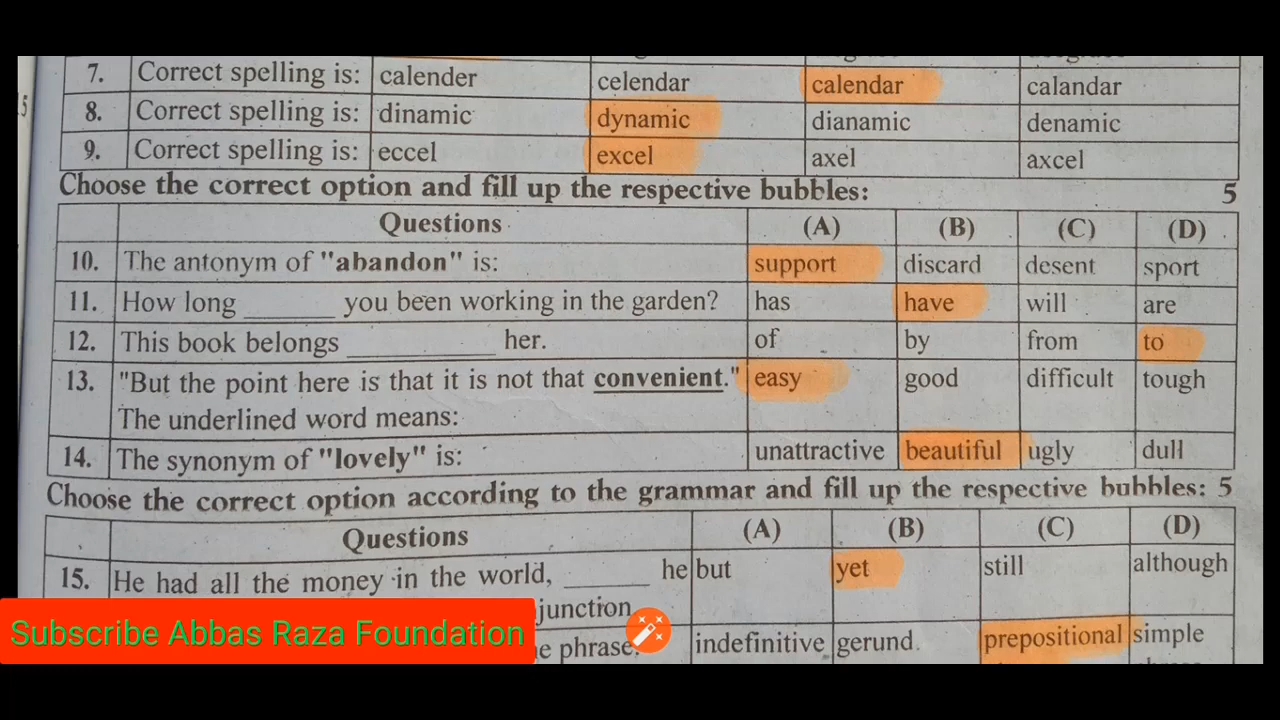 7. Correct spelling is: calender celendar calendar calandar
8. Correct spelling is: dinamic dynamic dianamic denamic
9. Correct spelling is: eccel excel axel axcel
Choose the correct option and fill up the respective bubbles: 5
Questions (A) (B) (C) (D)
10. The antonym of "abandon" is: support discard desent sport
11. How long ______ you been working in the garden? has have will are
12. This book belongs __________ her. of by from to
13. "But the point here is that it is not that convenient." easy good difficult tough
The underlined word means:
14. The synonym of "lovely" is: unattractive beautiful ugly dull
Choose the correct option according to the grammar and fill up the respective bubbles: 5
Questions (A) (B) (C) (D)
15. He had all the money in the world, ______ he but yet still although
junction
phrase. indefinitive gerund. prepositional simple
Subscribe Abbas Raza Foundation